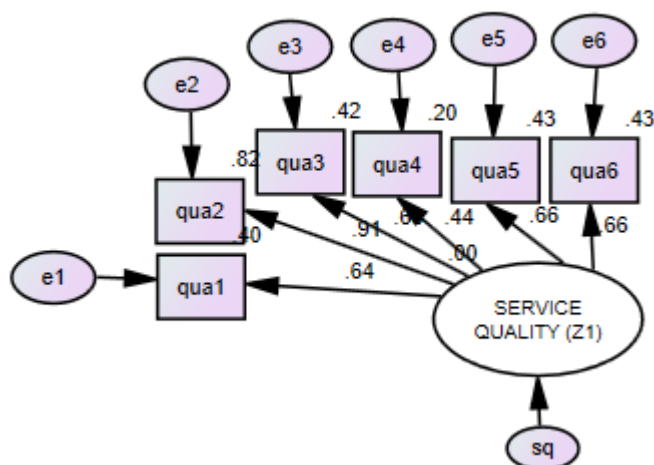 e3
e4
e5
e6
e2
.42
.20
.43
.43
.82
qua3
qua4
qua5
qua6
qua2
.40
.91
.44
.66
.66
.00
e1
qua1
.64
SERVICE
QUALITY (Z1)
sq